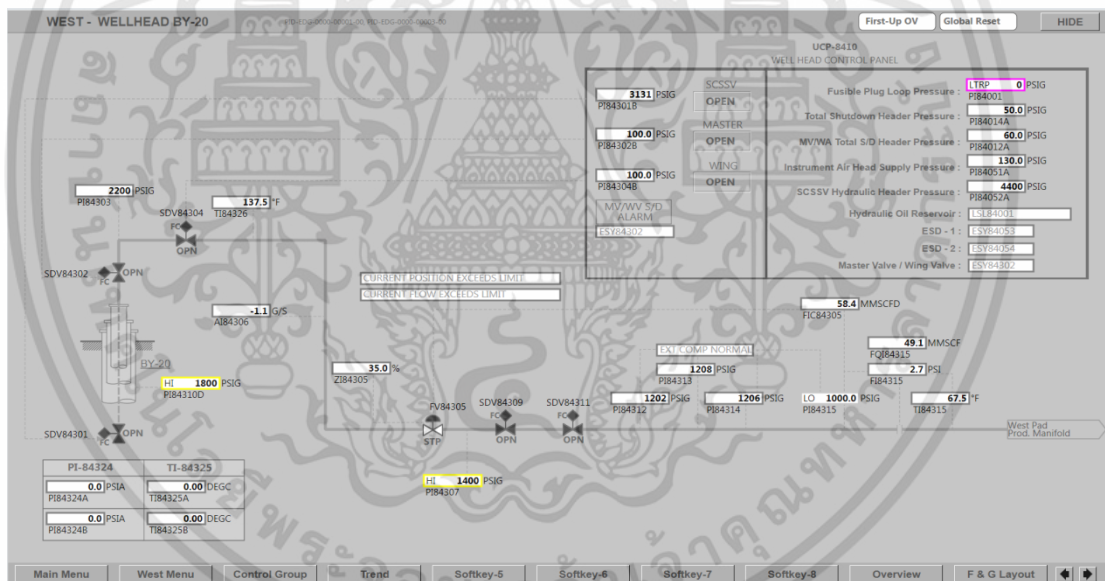 WEST - WELLHEAD BY-20
First-Up OV
Global Reset
HIDE
UCP-8410
WELL HEAD CONTROL PANEL
3131 PSIG
PI84301B
SCSSV
OPEN
100.0 PSIG
PI84302B
MASTER
OPEN
100.0 PSIG
PI84304B
WING
OPEN
MV/WV S/D
ALARM
ESY84302
Fusible Plug Loop Pressure : LTRP 0 PSIG
PI84001
Total Shutdown Header Pressure : 50.0 PSIG
PI84014A
MV/WA Total S/D Header Pressure : 60.0 PSIG
PI84012A
Instrument Air Head Supply Pressure : 130.0 PSIG
PI84051A
SCSSV Hydraulic Header Pressure : 4400 PSIG
PI84052A
Hydraulic Oil Reservoir : LSL84001
ESD - 1 : ESY84053
ESD - 2 : ESY84054
Master Valve / Wing Valve : ESY84302
2200 PSIG
PI84303
137.5 °F
TI84326
SDV84304
FC
OPN
SDV84302
OPN
FC
-1.1 G/S
AI84306
CURRENT POSITION EXCEEDS LIMIT
CURRENT FLOW EXCEEDS LIMIT
58.4 MMSCFD
FIC84305
BY-20
HI 1800 PSIG
PI84310D
35.0 %
ZI84305
EXT/COMP NORMAL
49.1 MMSCF
FQI84315
1208 PSIG
PI84313
2.7 PSI
FI84315
1202 PSIG
PI84312
1206 PSIG
PI84314
LO 1000.0 PSIG
PI84315
67.5 °F
TI84315
FV84305
STP
SDV84309
FC
OPN
SDV84311
FC
OPN
West Pad
Prod. Manifold
SDV84301
OPN
FC
HI 1400 PSIG
PI84307
PI-84324 TI-84325
0.0 PSIA 0.00 DEGC
PI84324A TI84325A
0.0 PSIA 0.00 DEGC
PI84324B TI84325B
Main Menu West Menu Control Group Trend Softkey-5 Softkey-6 Softkey-7 Softkey-8 Overview F & G Layout